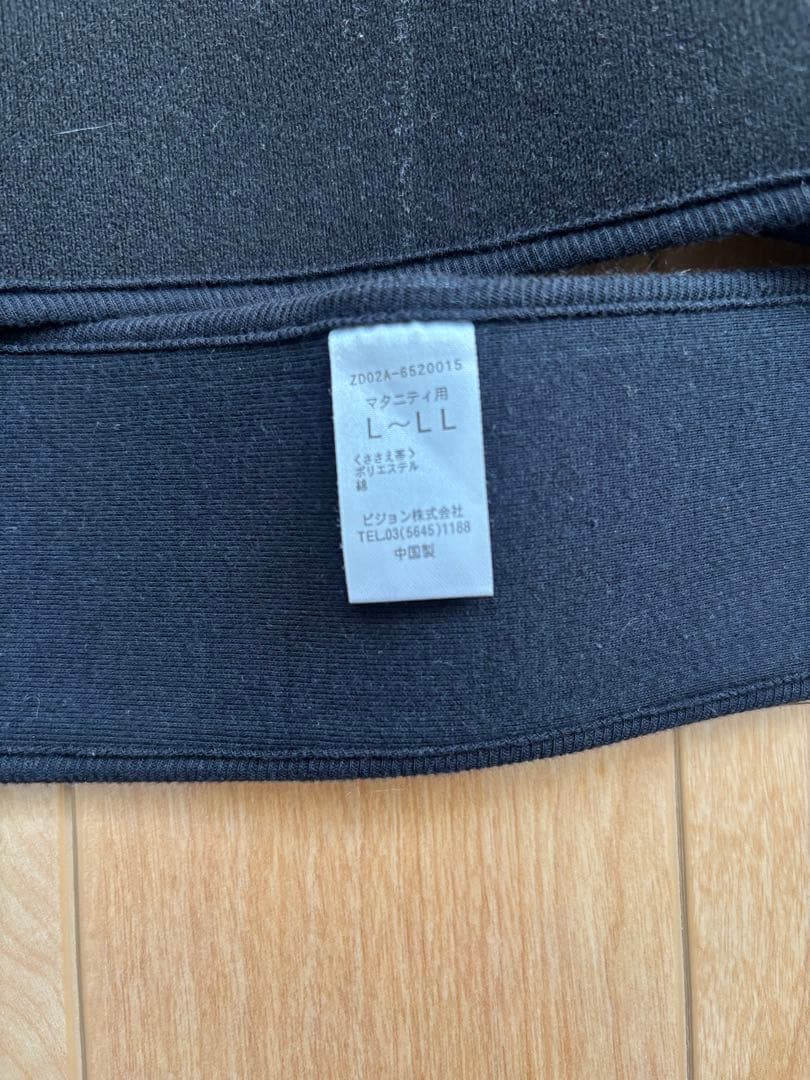 ZD02A-6520015
マタニティ用
L～LL
<ささえ帯>
ポリエステル
綿
ピジョン株式会社
TEL.03(5645)1188
中国製